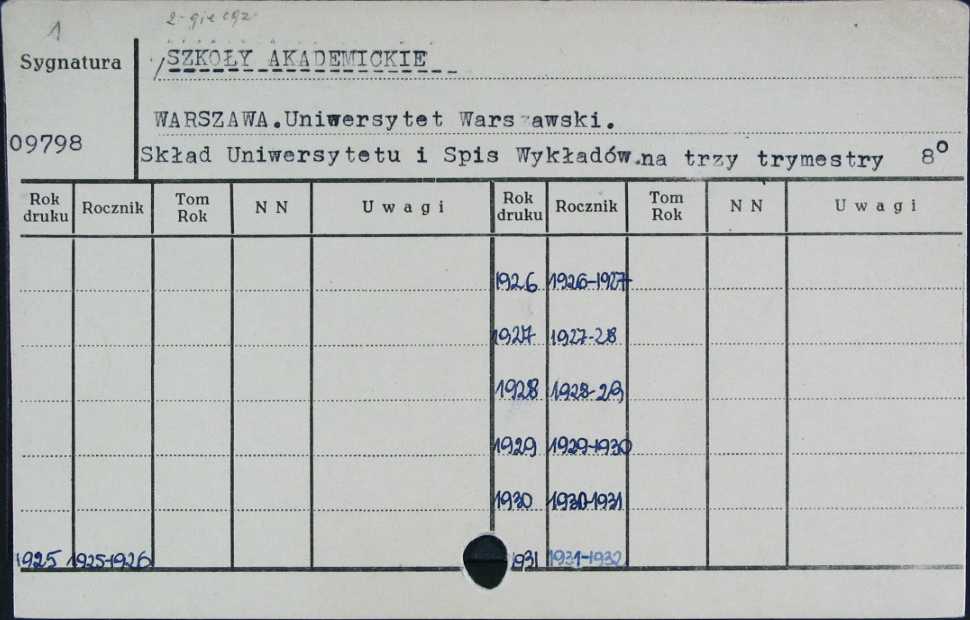 1
Sygnatura
SZKOŁY AKADEMICKIE
WARSZAWA.Uniwersytet Warszawski.
09798
Skład Uniwersytetu i Spis Wykładów.na trzy trymestry 8°
Rok druku Rocznik Tom Rok N N Uwagi Rok druku Rocznik Tom Rok N N Uwagi
1926 1926-1927
1927 1927-28
1928 1928-29
1929 1929-1930
1930 1930-1931
1925 1925-1926 1931 1931-1932